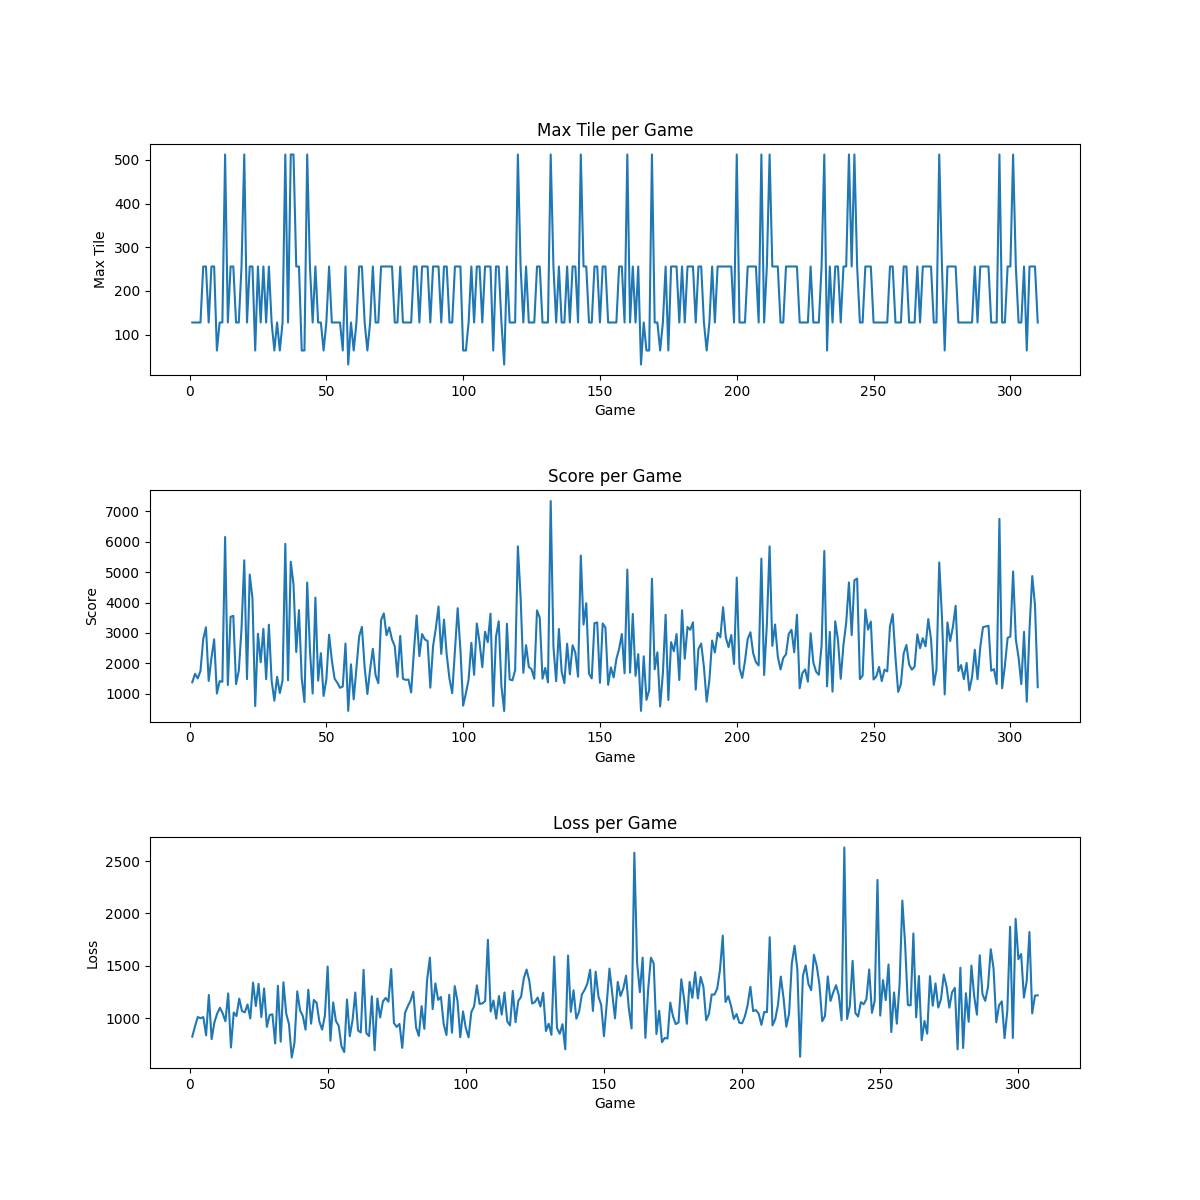 Max Tile per Game
500
400
300
200
100
Max Tile
0 50 100 150 200 250 300
Game
Score per Game
7000
6000
5000
4000
3000
2000
1000
Score
0 50 100 150 200 250 300
Game
Loss per Game
2500
2000
1500
1000
Loss
0 50 100 150 200 250 300
Game